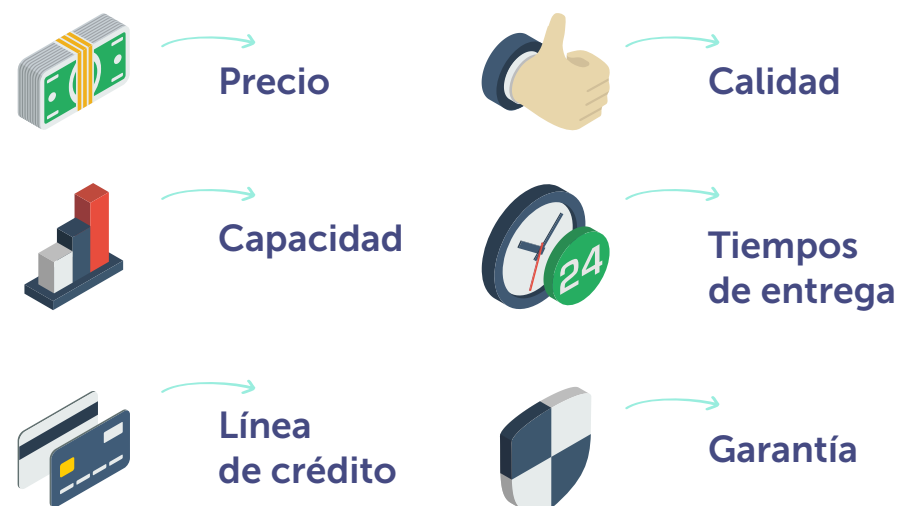 Precio
Calidad
Capacidad
Tiempos
de entrega
24
Línea
de crédito
Garantía